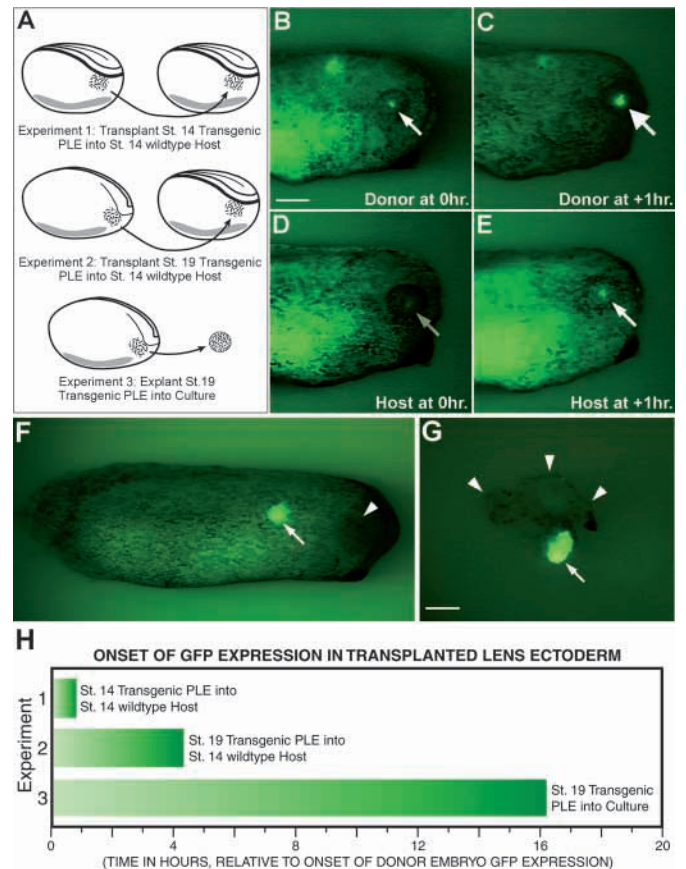 A
Experiment 1: Transplant St. 14 Transgenic
PLE into St. 14 wildtype Host
Experiment 2: Transplant St. 19 Transgenic
PLE into St. 14 wildtype Host
Experiment 3: Explant St.19
Transgenic PLE into Culture
B
Donor at 0hr.
C
Donor at +1hr.
D
Host at 0hr.
E
Host at +1hr.
F
G
H
ONSET OF GFP EXPRESSION IN TRANSPLANTED LENS ECTODERM
Experiment
1
St. 14 Transgenic PLE into
St. 14 wildtype Host
2
St. 19 Transgenic PLE into
St. 14 wildtype Host
3
St. 19 Transgenic
PLE into Culture
0 4 8 12 16 20
(TIME IN HOURS, RELATIVE TO ONSET OF DONOR EMBRYO GFP EXPRESSION)